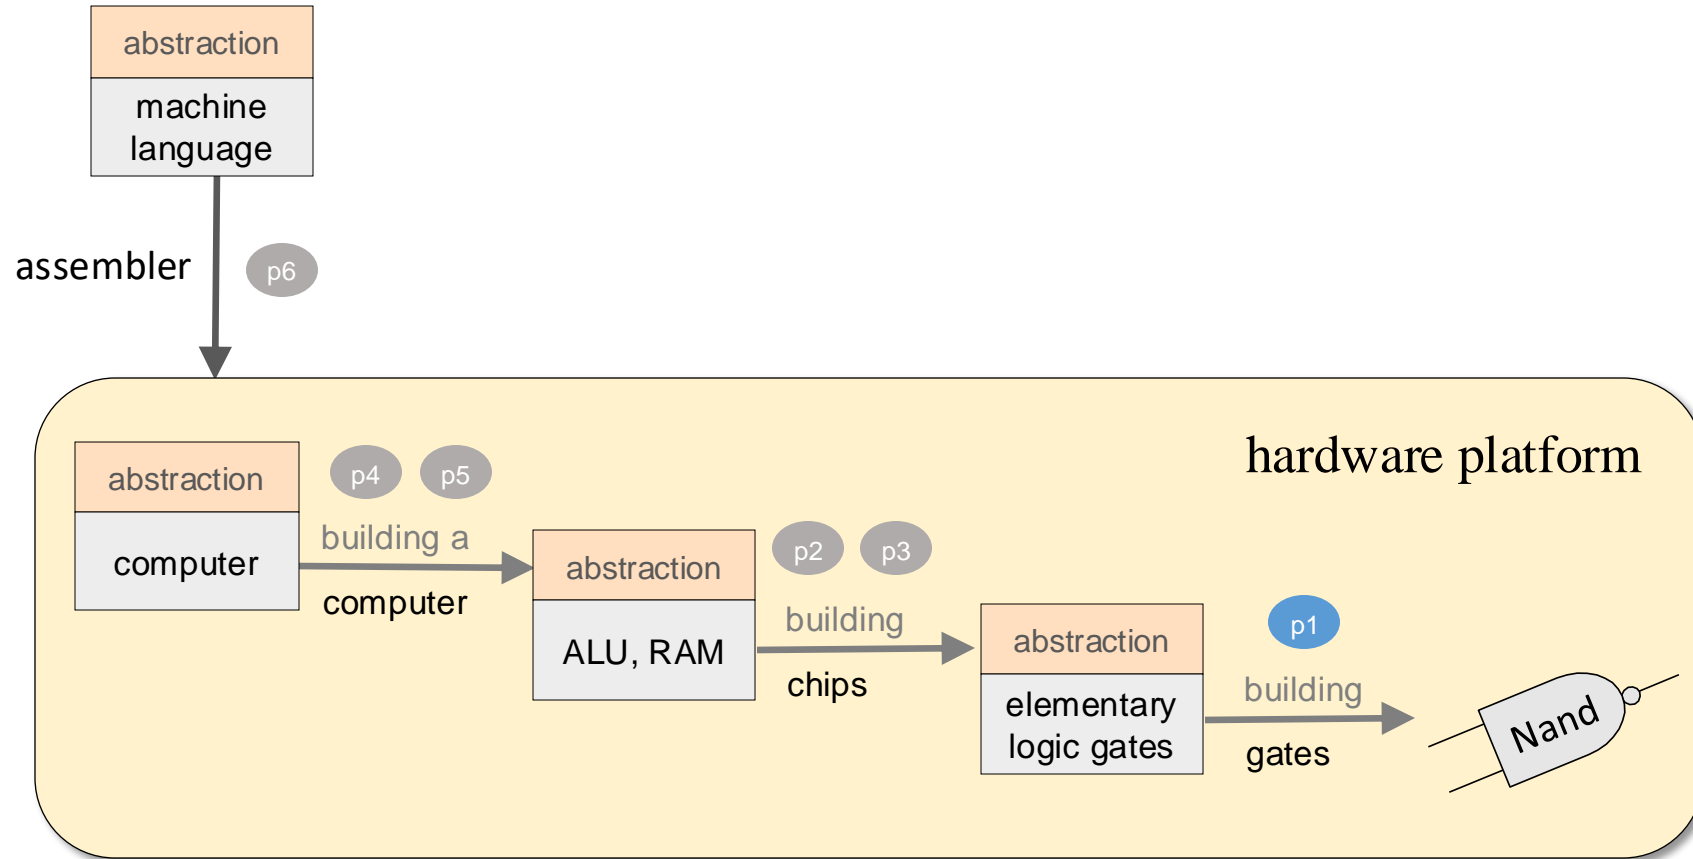 abstraction
machine
language
assembler
p6
hardware platform
abstraction
computer
p4
p5
building a
computer
abstraction
ALU, RAM
p2
p3
building
chips
abstraction
elementary
logic gates
p1
building
gates
Nand